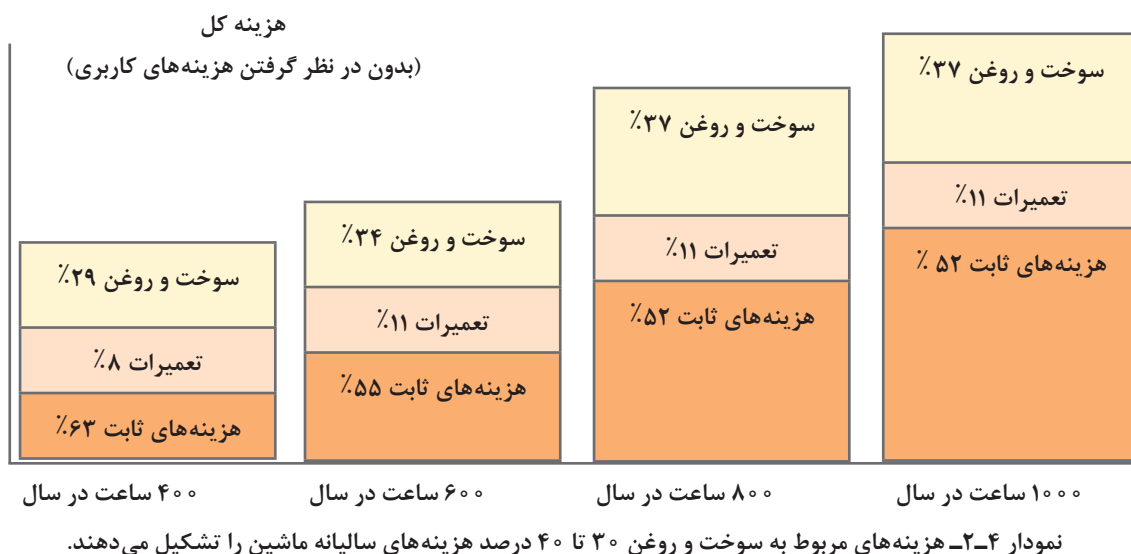 هزینه کل
(بدون در نظر گرفتن هزینه‌های کاربری)
سوخت و روغن ۳۷٪
تعمیرات ۱۱٪
هزینه‌های ثابت ۵۲ ٪
سوخت و روغن ۳۷٪
تعمیرات ۱۱٪
هزینه‌های ثابت ۵۲٪
سوخت و روغن ۳۴٪
تعمیرات ۱۱٪
هزینه‌های ثابت ۵۵٪
سوخت و روغن ۲۹٪
تعمیرات ۸٪
هزینه‌های ثابت ۶۳٪
۱۰۰۰ ساعت در سال
۸۰۰ ساعت در سال
۶۰۰ ساعت در سال
۴۰۰ ساعت در سال
نمودار ۴ـ۲ـ هزینه‌های مربوط به سوخت و روغن ۳۰ تا ۴۰ درصد هزینه‌های سالیانه ماشین را تشکیل می‌دهند.